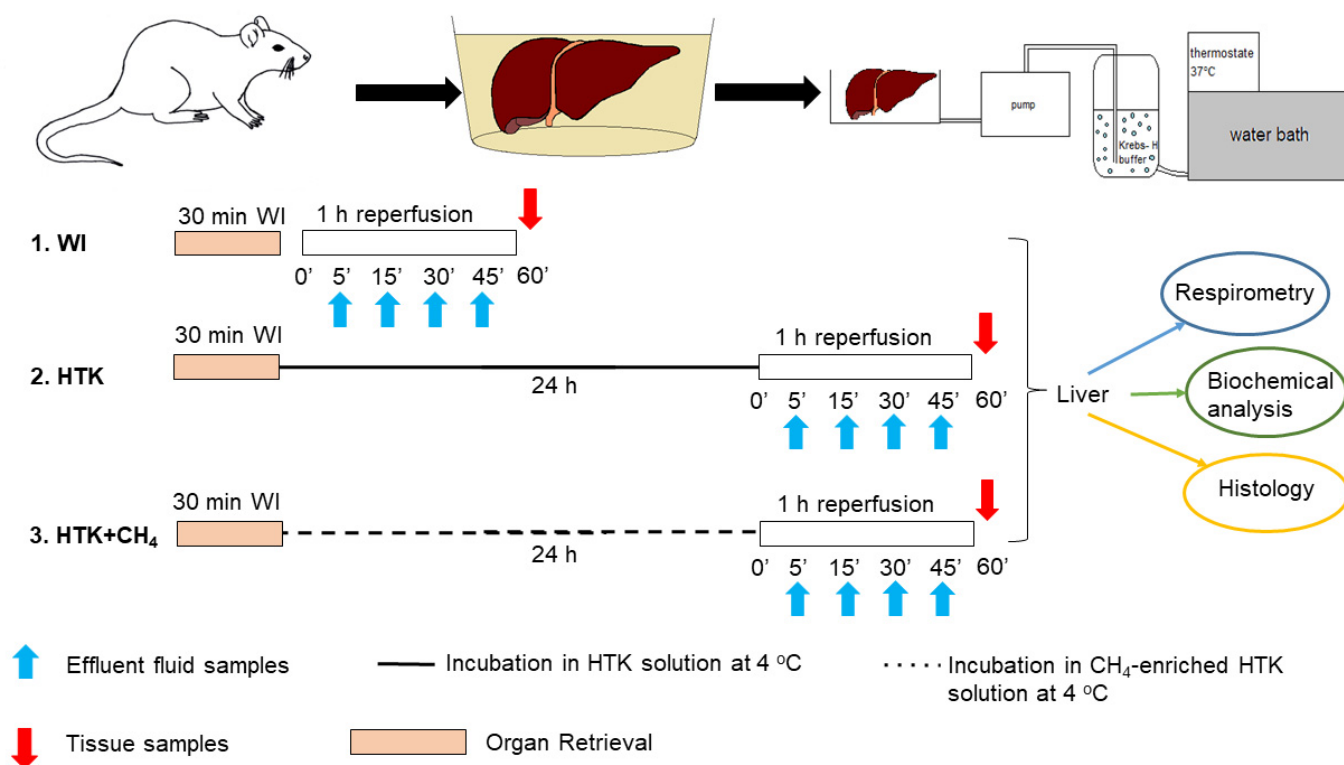 thermostate
37°C
pump
Krebs- H
buffer
water bath
30 min WI
1 h reperfusion
1. WI
0' 5' 15' 30' 45' 60'
30 min WI
1 h reperfusion
2. HTK
24 h
0' 5' 15' 30' 45' 60'
30 min WI
1 h reperfusion
3. HTK+CH₄
24 h
0' 5' 15' 30' 45' 60'
Liver
Respirometry
Biochemical
analysis
Histology
Effluent fluid samples
Incubation in HTK solution at 4 °C
Incubation in CH₄-enriched HTK
solution at 4 °C
Tissue samples
Organ Retrieval